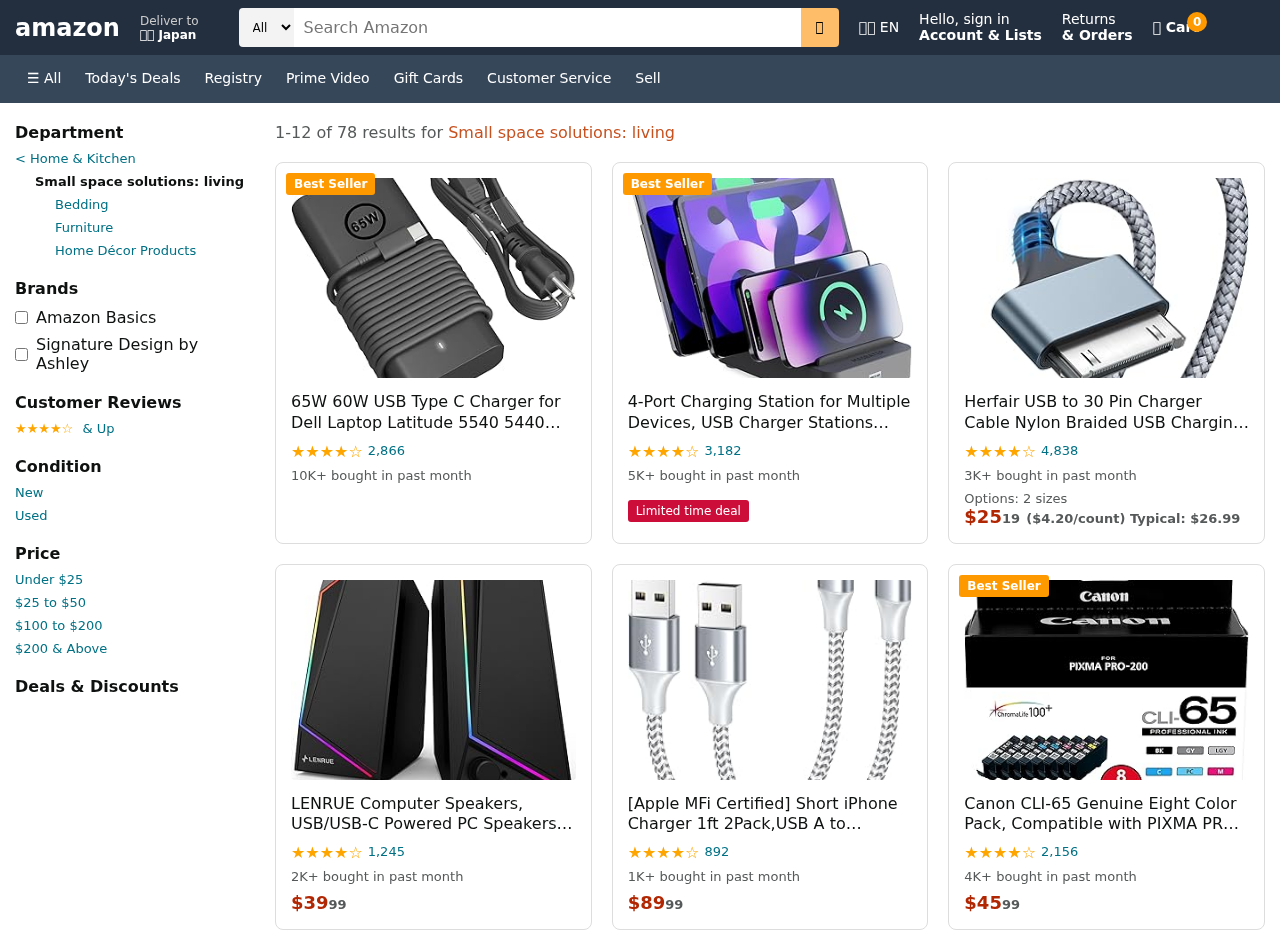 amazon
Deliver to
Japan
All
Search Amazon
EN
Hello, sign in
Account & Lists
Returns
& Orders
0
☰ All
Today's Deals
Registry
Prime Video
Gift Cards
Customer Service
Sell
Department
< Home & Kitchen
Small space solutions: living
Bedding
Furniture
Home Décor Products
Brands
Amazon Basics
Signature Design by
Ashley
Customer Reviews
★★★★☆ & Up
Condition
New
Used
Price
Under $25
$25 to $50
$100 to $200
$200 & Above
Deals & Discounts
1-12 of 78 results for Small space solutions: living
Best Seller
65W
65W 60W USB Type C Charger for
Dell Laptop Latitude 5540 5440…
★★★★☆ 2,866
10K+ bought in past month
Best Seller
4-Port Charging Station for Multiple
Devices, USB Charger Stations…
★★★★☆ 3,182
5K+ bought in past month
Limited time deal
Herfair USB to 30 Pin Charger
Cable Nylon Braided USB Chargin…
★★★★☆ 4,838
3K+ bought in past month
Options: 2 sizes
$25 19 ($4.20/count) Typical: $26.99
LENRUE
LENRUE Computer Speakers,
USB/USB-C Powered PC Speakers…
★★★★☆ 1,245
2K+ bought in past month
$39 99
[Apple MFi Certified] Short iPhone
Charger 1ft 2Pack,USB A to…
★★★★☆ 892
1K+ bought in past month
$89 99
Best Seller
Canon
Canon
FOR
PIXMA PRO-200
ChromaLife100+
CLI-65
PROFESSIONAL INK
BK GY LGY
C PC M
8
Canon CLI-65 Genuine Eight Color
Pack, Compatible with PIXMA PR…
★★★★☆ 2,156
4K+ bought in past month
$45 99